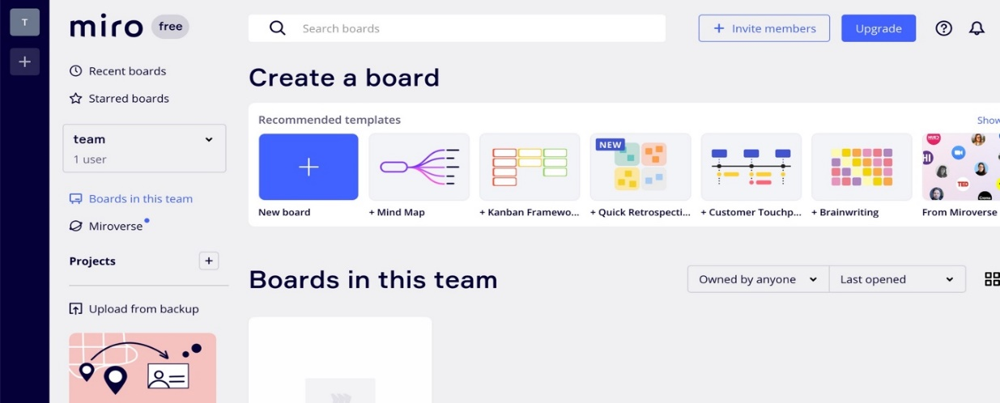 T
miro free
Search boards
Invite members
Upgrade
Recent boards
Starred boards
team
1 user
Boards in this team
Miroverse
Projects
Upload from backup
Create a board
Recommended templates
Show
NEW
HI
TED
New board
+ Mind Map
+ Kanban Framewo...
+ Quick Retrospecti...
+ Customer Touchp...
+ Brainwriting
From Miroverse
Boards in this team
Owned by anyone
Last opened